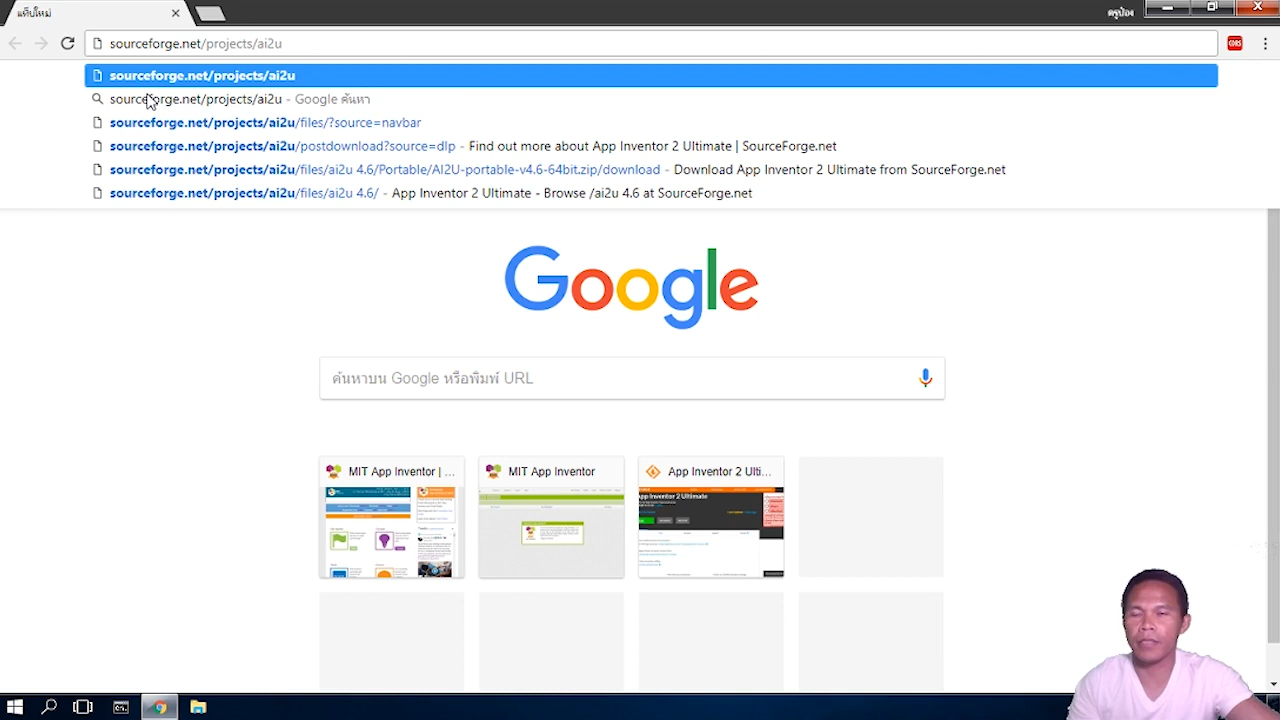 แท็บใหม่
ครูป๋อง
sourceforge.net/projects/ai2u
CORS
sourceforge.net/projects/ai2u
sourceforge.net/projects/ai2u - Google ค้นหา
sourceforge.net/projects/ai2u/files/?source=navbar
sourceforge.net/projects/ai2u/postdownload?source=dlp - Find out more about App Inventor 2 Ultimate | SourceForge.net
sourceforge.net/projects/ai2u/files/ai2u 4.6/Portable/AI2U-portable-v4.6-64bit.zip/download - Download App Inventor 2 Ultimate from SourceForge.net
sourceforge.net/projects/ai2u/files/ai2u 4.6/ - App Inventor 2 Ultimate - Browse /ai2u 4.6 at SourceForge.net
Google
ค้นหาบน Google หรือพิมพ์ URL
MIT App Inventor | ...
MIT App Inventor
App Inventor 2 Ulti...
App Inventor 2 Ultimate